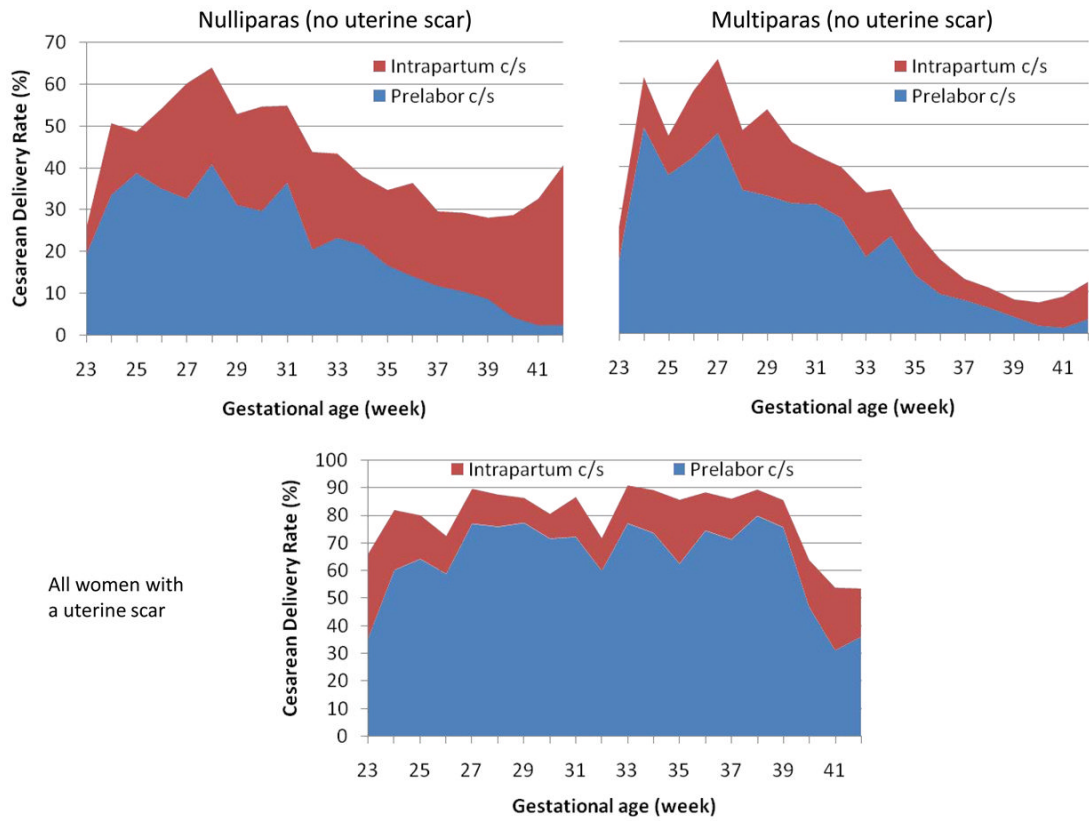 Nulliparas (no uterine scar)
Cesarean Delivery Rate (%)
70
60
50
40
30
20
10
0
Intrapartum c/s
Prelabor c/s
23 25 27 29 31 33 35 37 39 41
Gestational age (week)
Multiparas (no uterine scar)
Intrapartum c/s
Prelabor c/s
23 25 27 29 31 33 35 37 39 41
Gestational age (week)
All women with
a uterine scar
Cesarean Delivery Rate (%)
100
90
80
70
60
50
40
30
20
10
0
Intrapartum c/s Prelabor c/s
23 25 27 29 31 33 35 37 39 41
Gestational age (week)